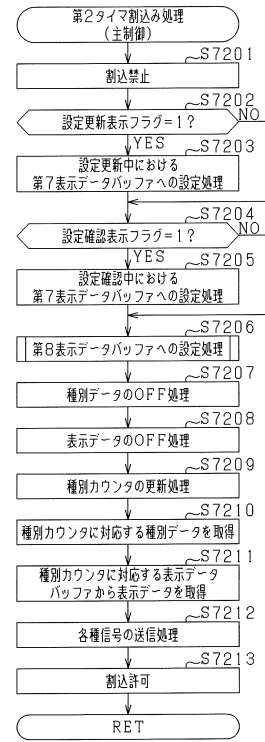 第2タイマ割込み処理
(主制御)
S7201
割込禁止
S7202
設定更新表示フラグ=1?
NO
YES
S7203
設定更新中における
第7表示データバッファへの設定処理
S7204
設定確認表示フラグ=1?
NO
YES
S7205
設定確認中における
第7表示データバッファへの設定処理
S7206
第8表示データバッファへの設定処理
S7207
種別データのOFF処理
S7208
表示データのOFF処理
S7209
種別カウンタの更新処理
S7210
種別カウンタに対応する種別データを取得
S7211
種別カウンタに対応する表示データ
バッファから表示データを取得
S7212
各種信号の送信処理
S7213
割込許可
RET